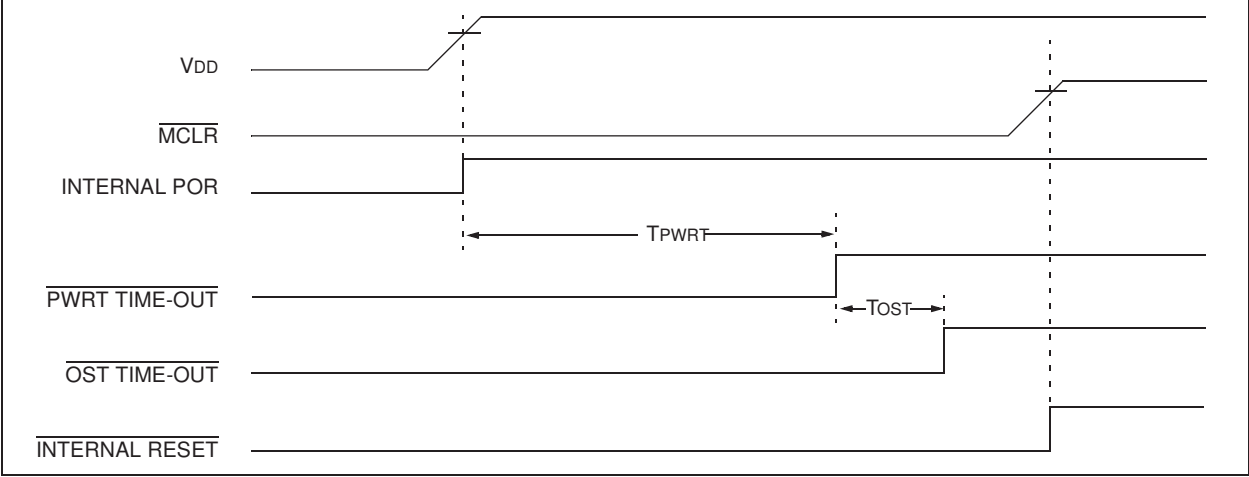 VDD
MCLR
INTERNAL POR
TPWRT
PWRT TIME-OUT
TOST
OST TIME-OUT
INTERNAL RESET